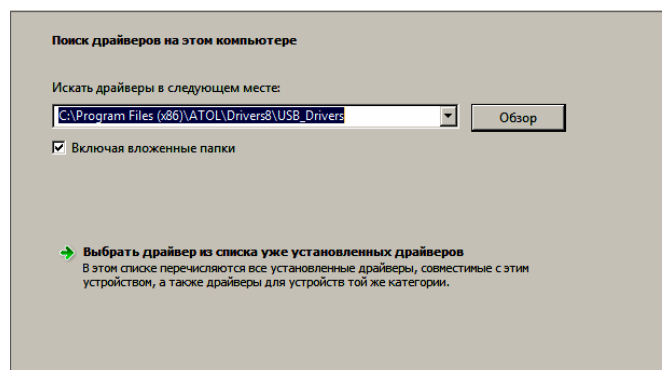 Поиск драйверов на этом компьютере
Искать драйверы в следующем месте:
C:\Program Files (x86)\ATOL\Drivers8\USB_Drivers
Обзор
Включая вложенные папки
Выбрать драйвер из списка уже установленных драйверов
В этом списке перечисляются все установленные драйверы, совместимые с этим
устройством, а также драйверы для устройств той же категории.